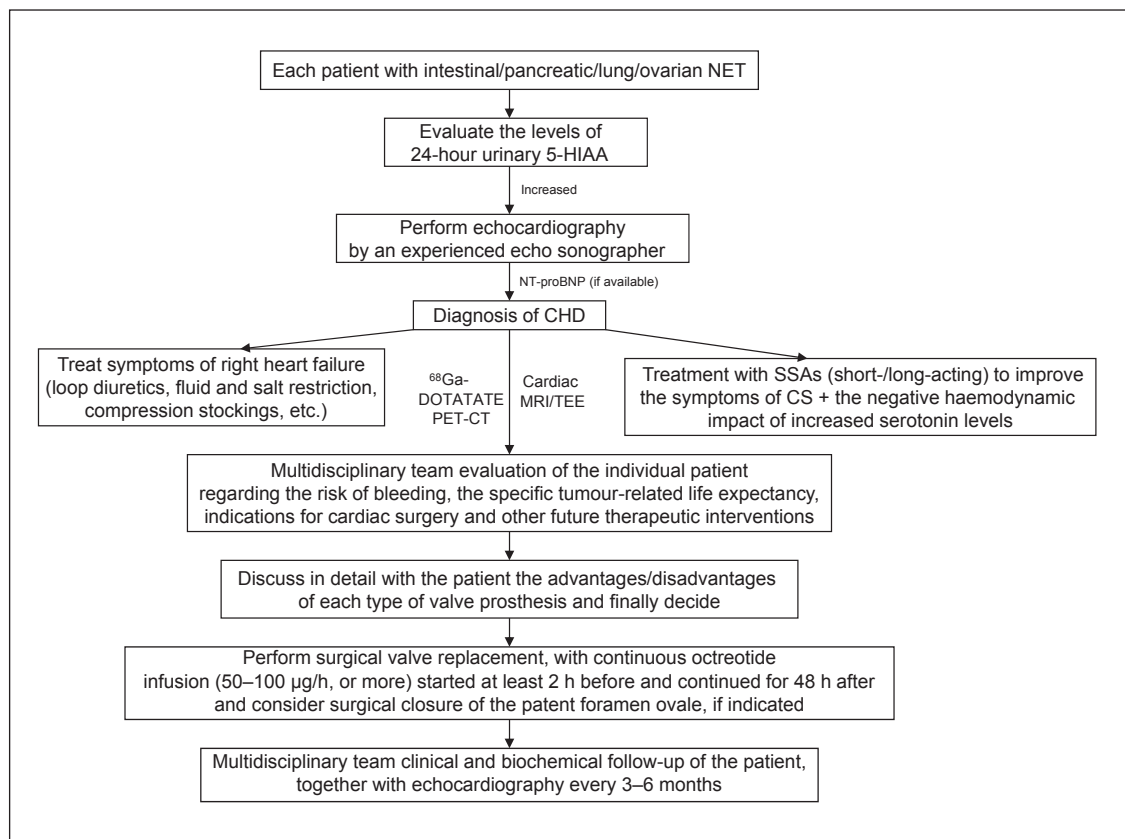 Each patient with intestinal/pancreatic/lung/ovarian NET
Evaluate the levels of
24-hour urinary 5-HIAA
Increased
Perform echocardiography
by an experienced echo sonographer
NT-proBNP (if available)
Diagnosis of CHD
Treat symptoms of right heart failure
(loop diuretics, fluid and salt restriction,
compression stockings, etc.)
⁶⁸Ga-
DOTATATE
PET-CT
Cardiac
MRI/TEE
Treatment with SSAs (short-/long-acting) to improve
the symptoms of CS + the negative haemodynamic
impact of increased serotonin levels
Multidisciplinary team evaluation of the individual patient
regarding the risk of bleeding, the specific tumour-related life expectancy,
indications for cardiac surgery and other future therapeutic interventions
Discuss in detail with the patient the advantages/disadvantages
of each type of valve prosthesis and finally decide
Perform surgical valve replacement, with continuous octreotide
infusion (50–100 µg/h, or more) started at least 2 h before and continued for 48 h after
and consider surgical closure of the patent foramen ovale, if indicated
Multidisciplinary team clinical and biochemical follow-up of the patient,
together with echocardiography every 3–6 months